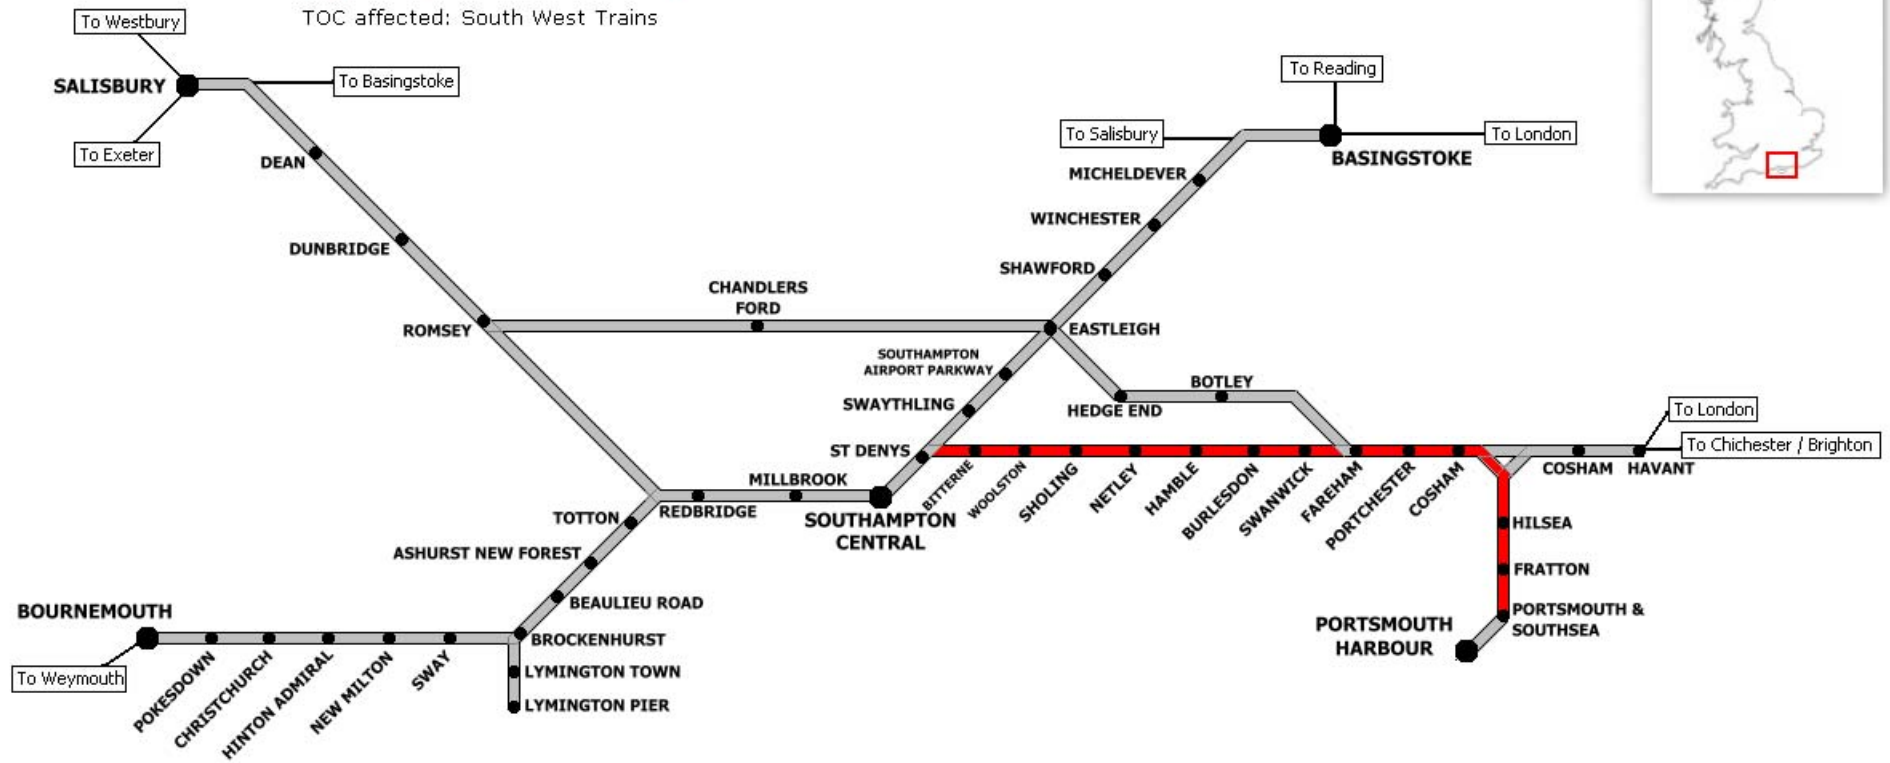 TOC affected: South West Trains
To Westbury
SALISBURY
To Basingstoke
To Exeter
DEAN
DUNBRIDGE
ROMSEY
CHANDLERS
FORD
To Reading
To Salisbury
To London
BASINGSTOKE
MICHELDEVER
WINCHESTER
SHAWFORD
EASTLEIGH
SOUTHAMPTON
AIRPORT PARKWAY
SWAYTHLING
ST DENYS
HEDGE END
BOTLEY
To London
To Chichester / Brighton
BITTERNE
WOOLSTON
SHOLING
NETLEY
HAMBLE
BURLESDON
SWANWICK
FAREHAM
PORTCHESTER
COSHAM
COSHAM
HAVANT
HILSEA
FRATTON
PORTSMOUTH &
SOUTHSEA
PORTSMOUTH
HARBOUR
MILLBROOK
REDBRIDGE
SOUTHAMPTON
CENTRAL
TOTTON
ASHURST NEW FOREST
BEAULIEU ROAD
BROCKENHURST
LYMINGTON TOWN
LYMINGTON PIER
BOURNEMOUTH
To Weymouth
POKESDOWN
CHRISTCHURCH
HINTON ADMIRAL
NEW MILTON
SWAY